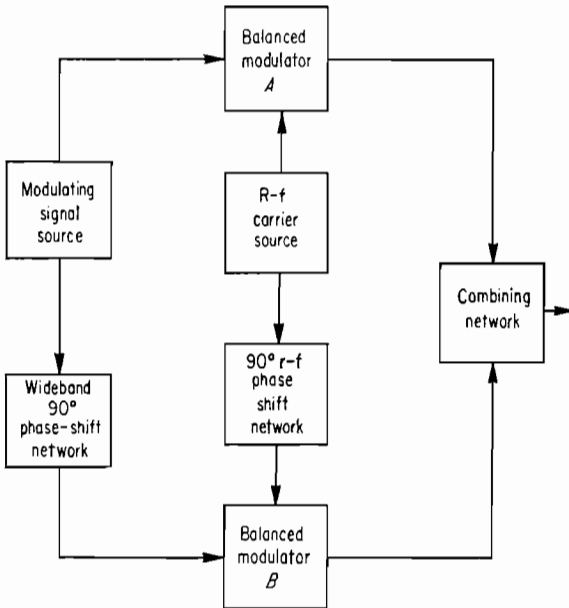 Balanced
modulator
A
Modulating
signal
source
R-f
carrier
source
Combining
network
Wideband
90°
phase-shift
network
90° r-f
phase
shift
network
Balanced
modulator
B